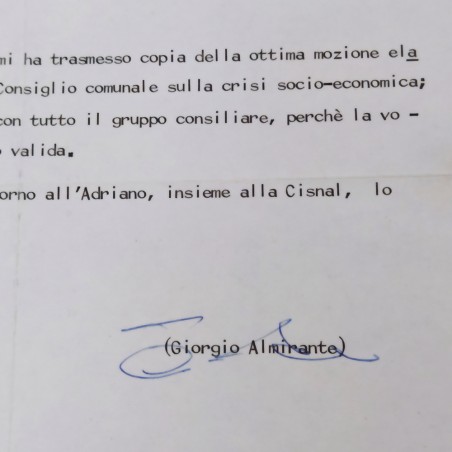 mi ha trasmesso copia della ottima mozione ela
Consiglio comunale sulla crisi socio-economica;
con tutto il gruppo consiliare, perchè la vo -
valida.
orno all'Adriano, insieme alla Cisnal, lo
(Giorgio Almirante)